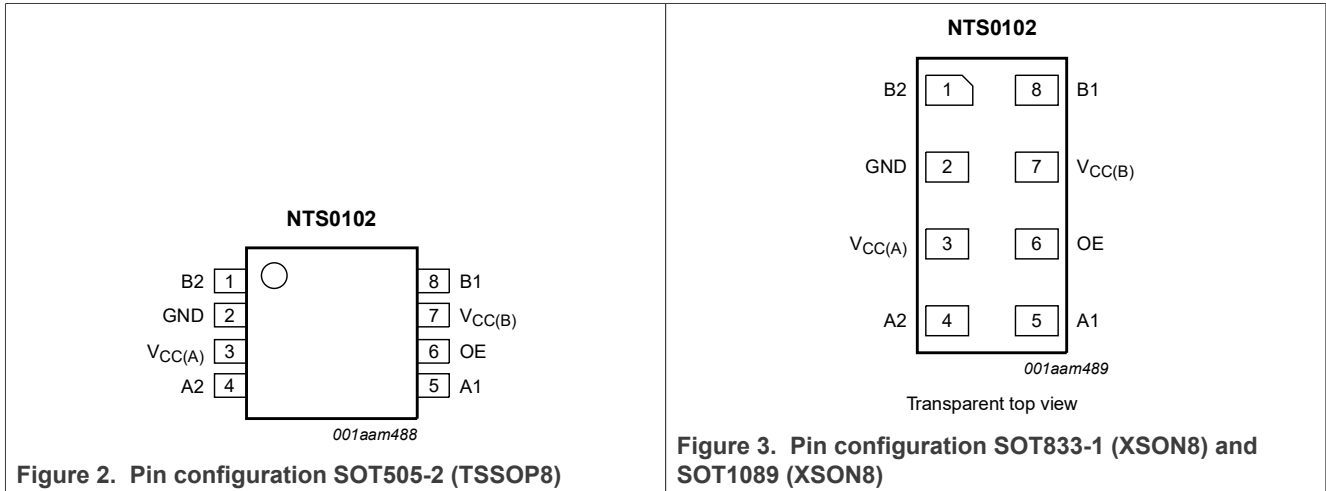 NTS0102
B2 1 8 B1
GND 2 7 VCC(B)
VCC(A) 3 6 OE
A2 4 5 A1
001aam488
Figure 2. Pin configuration SOT505-2 (TSSOP8)
NTS0102
B2 1 8 B1
GND 2 7 VCC(B)
VCC(A) 3 6 OE
A2 4 5 A1
001aam489
Transparent top view
Figure 3. Pin configuration SOT833-1 (XSON8) and
SOT1089 (XSON8)